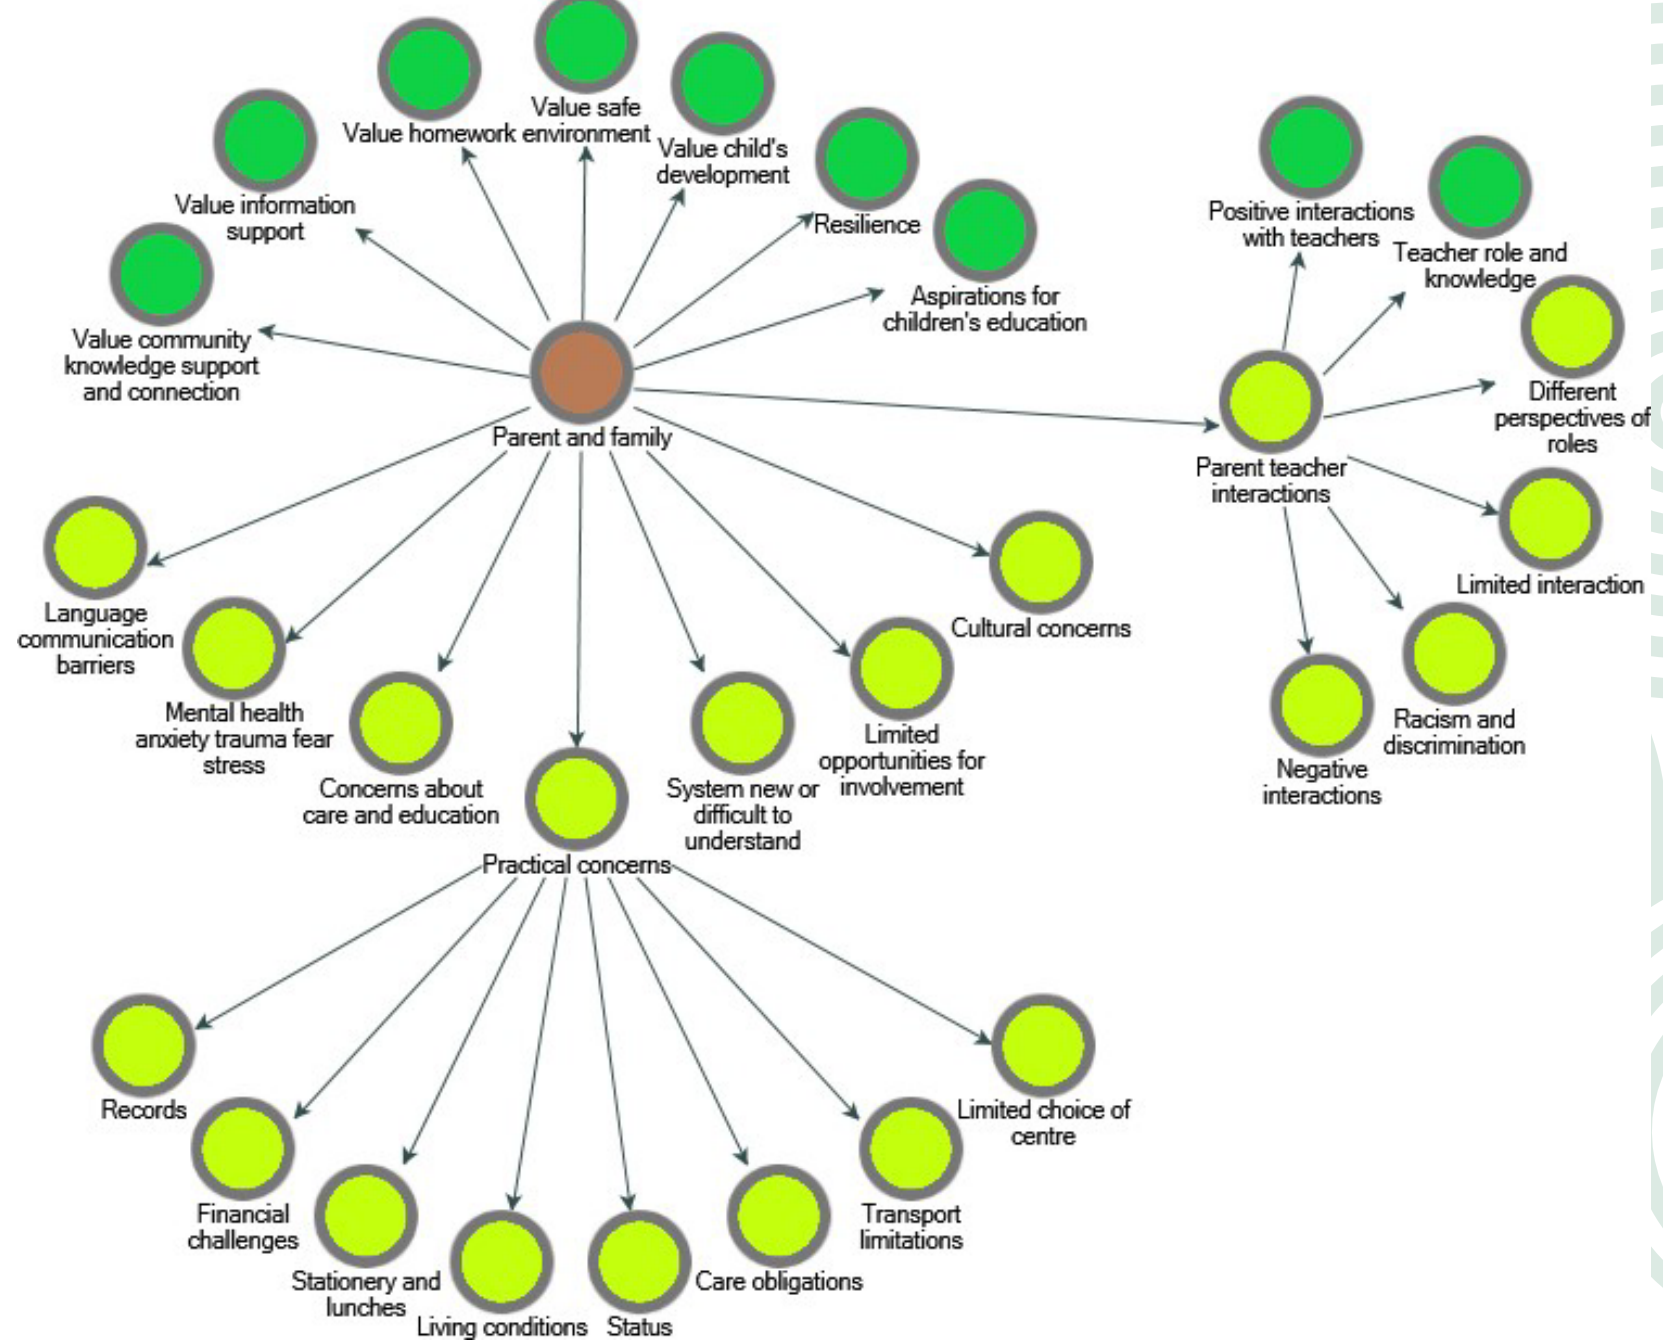 Value safe
environment
Value homework
Value child's
development
Value information
support
Resilience
Aspirations for
children's education
Value community
knowledge support
and connection
Parent and family
Positive interactions
with teachers
Teacher role and
knowledge
Different
perspectives of
roles
Parent teacher
interactions
Limited interaction
Racism and
discrimination
Negative
interactions
Language
communication
barriers
Mental health
anxiety trauma fear
stress
Concerns about
care and education
Practical concerns
System new or
difficult to
understand
Limited
opportunities for
involvement
Cultural concerns
Records
Financial
challenges
Stationery and
lunches
Living conditions
Status
Care obligations
Transport
limitations
Limited choice of
centre